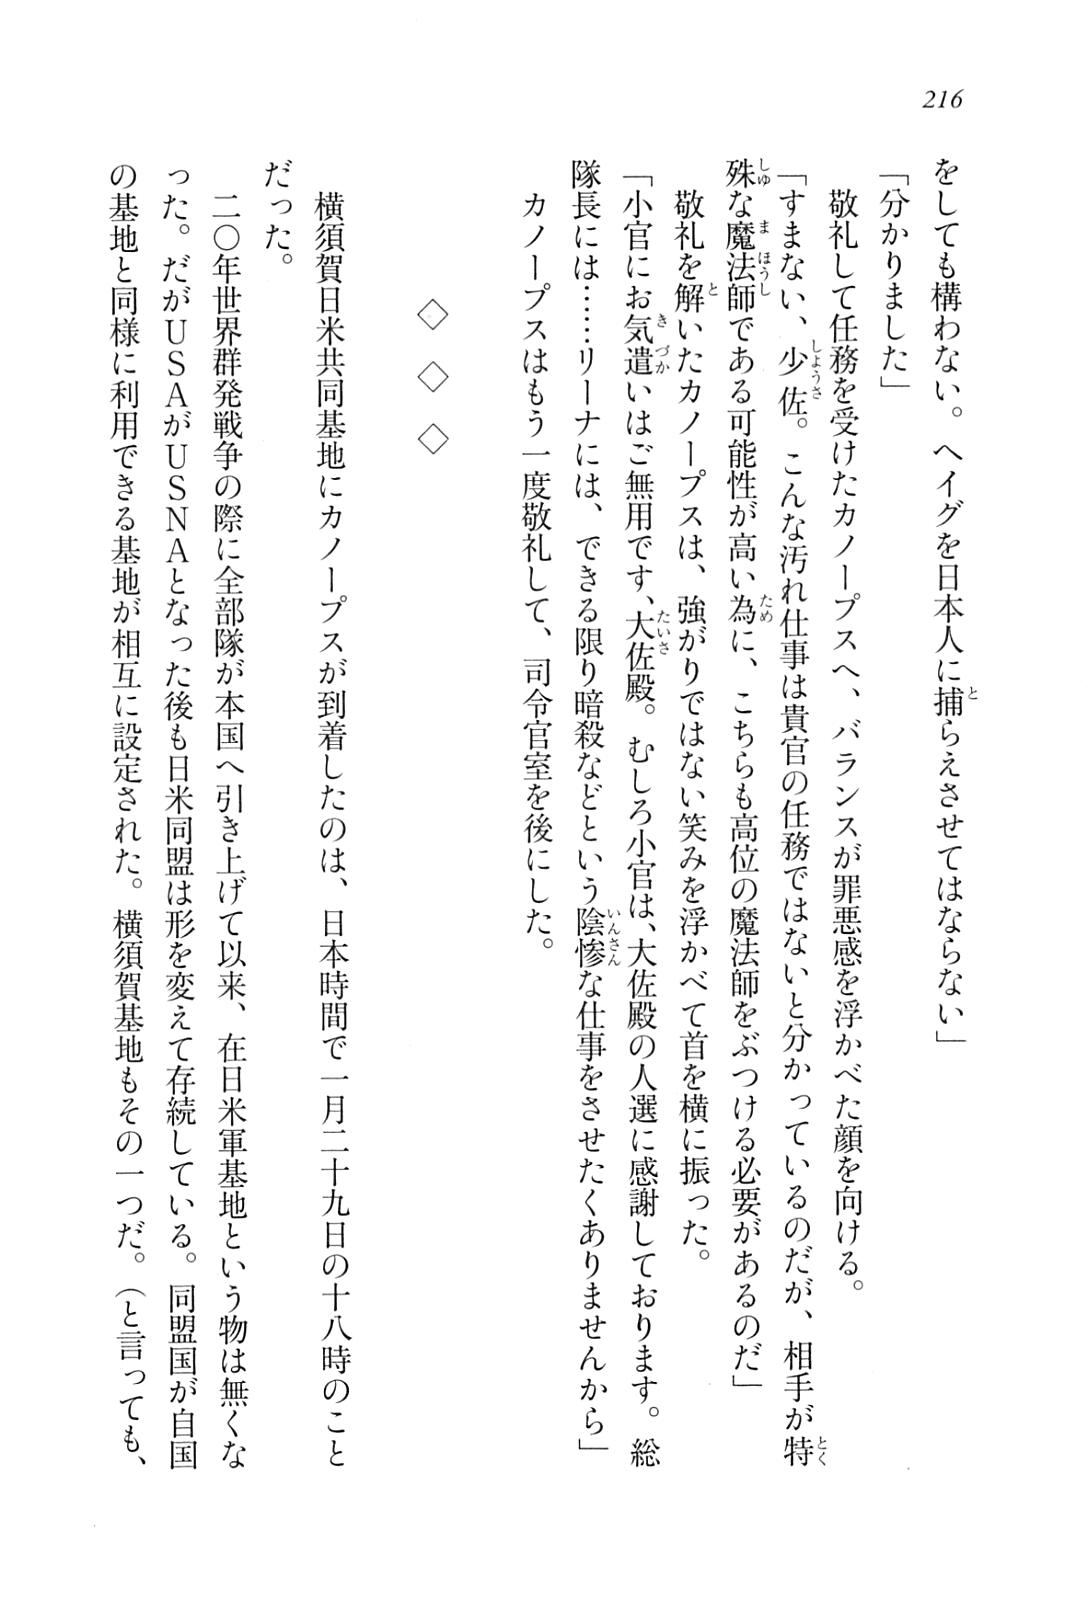 216
をしても構わない。ヘイグを日本人に捕らえさせてはならない」
「分かりました」
敬礼して任務を受けたカノープスへ、バランスが罪悪感を浮かべた顔を向ける。
「すまない、少佐。こんな汚れ仕事は貴官の任務ではないと分かっているのだが、相手が特
殊な魔法師である可能性が高い為に、こちらも高位の魔法師をぶつける必要があるのだ」
敬礼を解いたカノープスは、強がりではない笑みを浮かべて首を横に振った。
「小官にお気遣いはご無用です、大佐殿。むしろ小官は、大佐殿の人選に感謝しております。総
隊長には……リーナには、できる限り暗殺などという陰惨な仕事をさせたくありませんから」
カノープスはもう一度敬礼して、司令官室を後にした。
◇ ◇ ◇
横須賀日米共同基地にカノープスが到着したのは、日本時間で一月二十九日の十八時のこと
だった。
二〇年世界群発戦争の際に全部隊が本国へ引き上げて以来、在日米軍基地という物は無くな
った。だがＵＳＡがＵＳＮＡとなった後も日米同盟は形を変えて存続している。同盟国が自国
の基地と同様に利用できる基地が相互に設定された。横須賀基地もその一つだ。（と言っても、